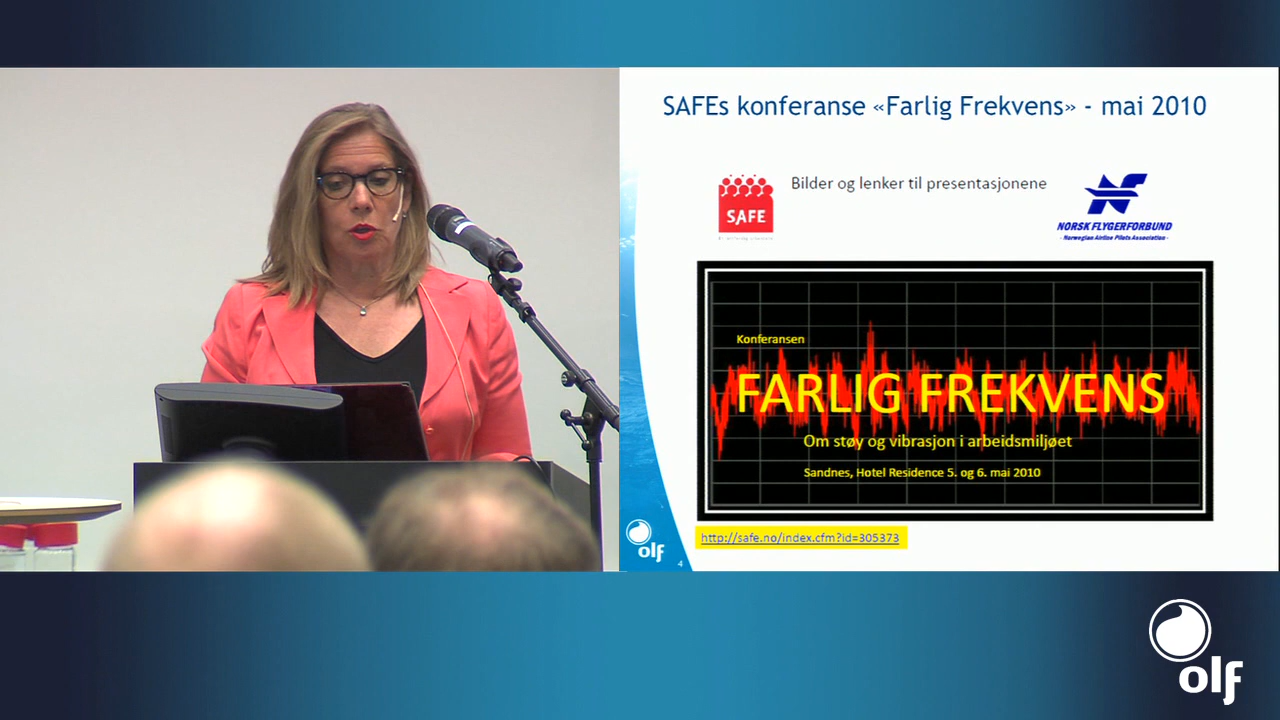 SAFEs konferanse «Farlig Frekvens» - mai 2010
Bilder og lenker til presentasjonene
SAFE
NORSK FLYGERFORBUND
- Norwegian Airline Pilots Association -
Konferansen
FARLIG FREKVENS
Om støy og vibrasjon i arbeidsmiljøet
Sandnes, Hotel Residence 5. og 6. mai 2010
http://safe.no/index.cfm?id=305373
olf
4
olf